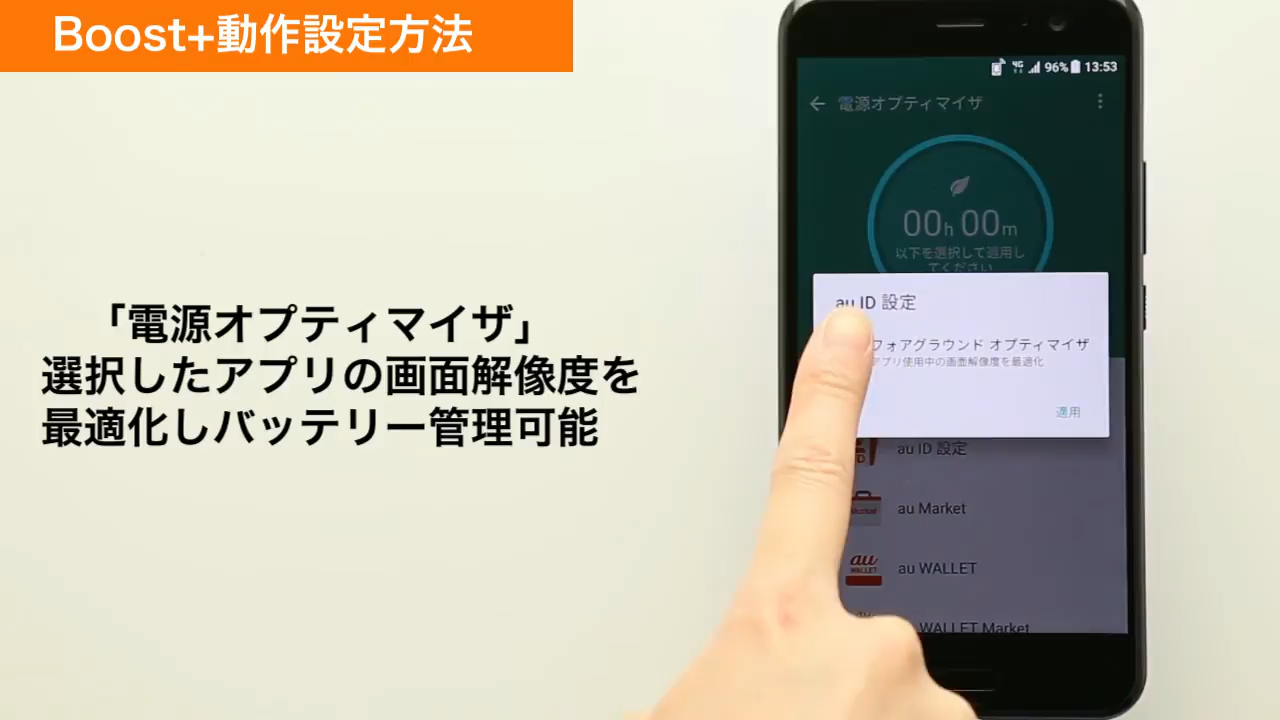 Boost+動作設定方法
96% 13:53
電源オプティマイザ
00h 00m
以下を選択して適用し
てください
「電源オプティマイザ」
選択したアプリの画面解像度を
最適化しバッテリー管理可能
au ID 設定
フォアグラウンド オプティマイザ
アプリ使用中の画面解像度を最適化
適用
au ID 設定
au Market
au WALLET
au WALLET Market